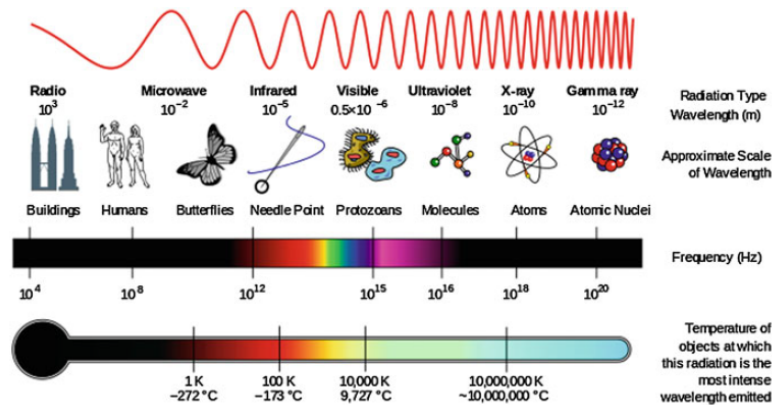 Radio Microwave Infrared Visible Ultraviolet X-ray Gamma ray Radiation Type
10³ 10⁻² 10⁻⁵ 0.5× 10⁻⁶ 10⁻⁸ 10⁻¹⁰ 10⁻¹² Wavelength (m)
Approximate Scale
of Wavelength
Buildings Humans Butterflies Needle Point Protozoans Molecules Atoms Atomic Nuclei
Frequency (Hz)
10⁴ 10⁻⁸ 10¹² 10¹⁵ 10¹⁶ 10¹⁸ 10²⁰
Temperature of
objects at which
this radiation is the
most intense
wavelength emitted
1 K 100 K 10,000 K 10,000,000 K
−272 °C −173 °C 9,727 °C ~10,000,000 °C